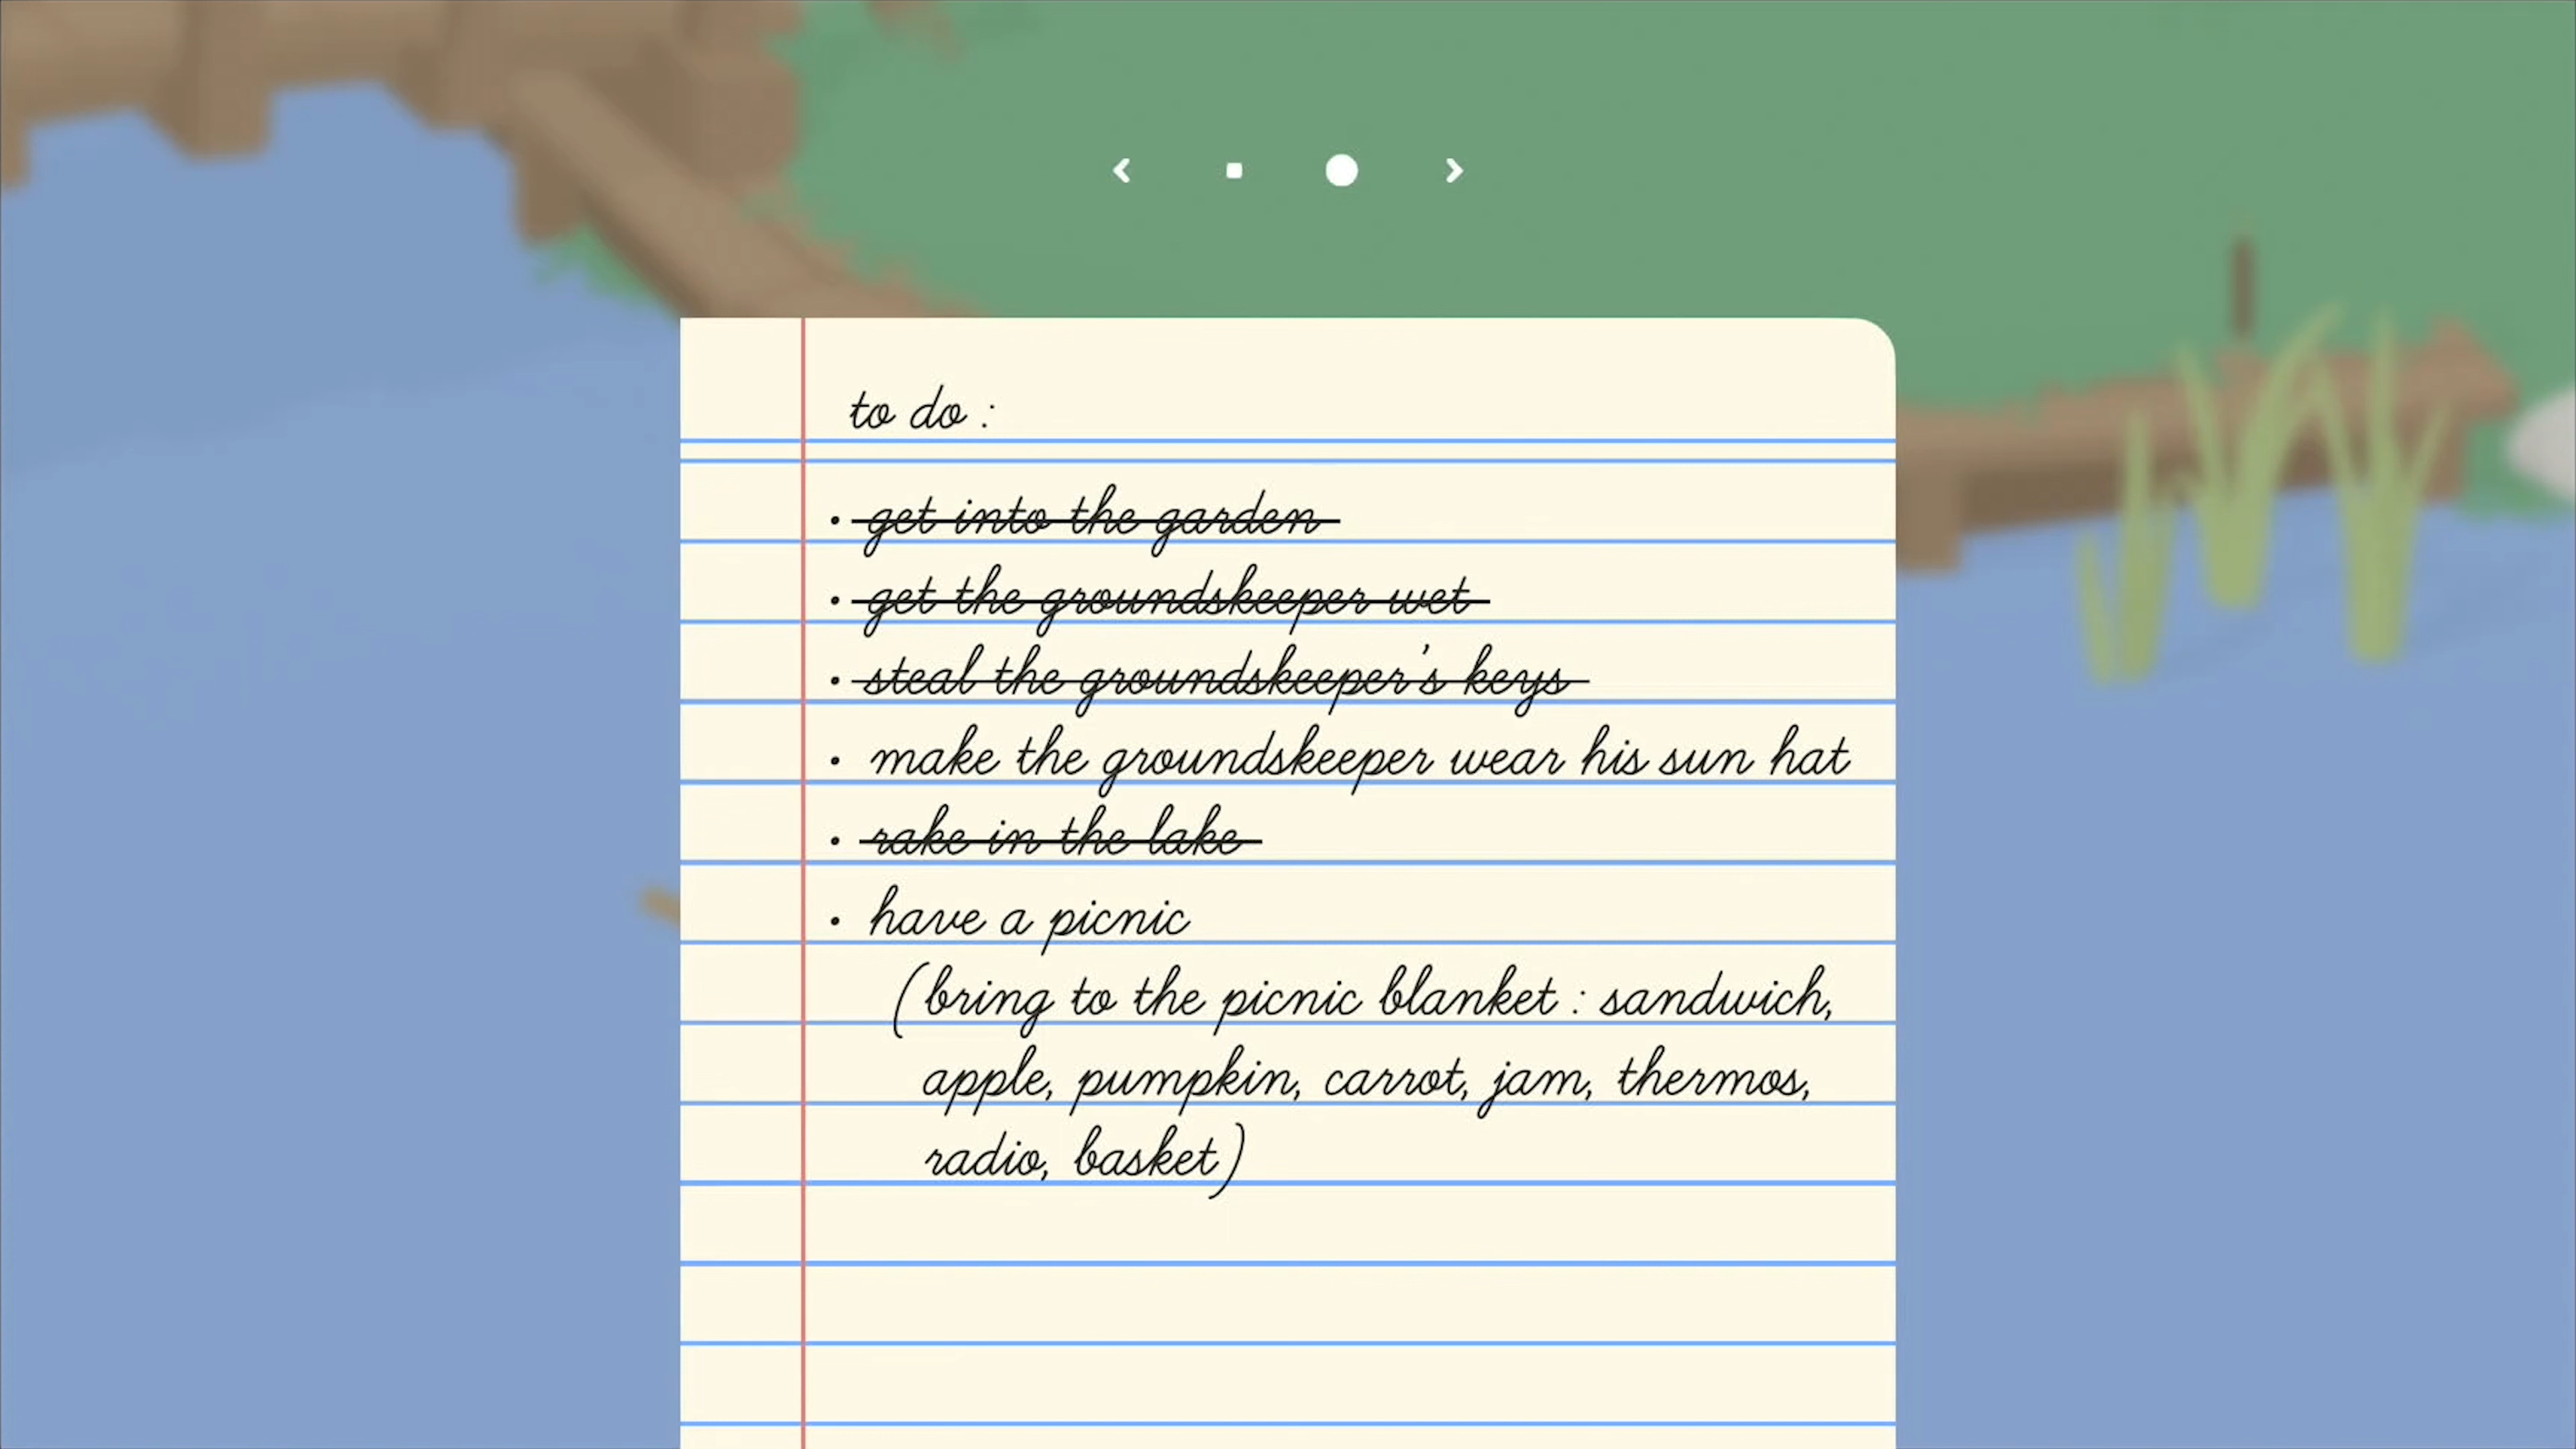 to do :
• get into the garden
• get the groundskeeper wet
• steal the groundskeeper's keys
• make the groundskeeper wear his sun hat
• rake in the lake
• have a picnic
(bring to the picnic blanket : sandwich,
apple, pumpkin, carrot, jam, thermos,
radio, basket)